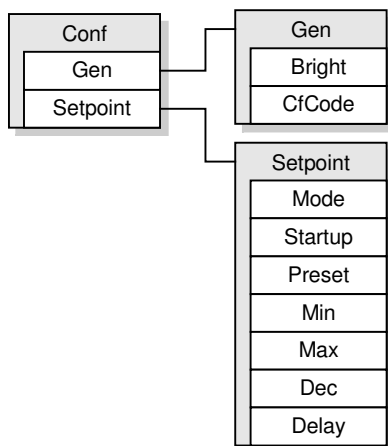 Conf
Gen
Setpoint
Gen
Bright
CfCode
Setpoint
Mode
Startup
Preset
Min
Max
Dec
Delay